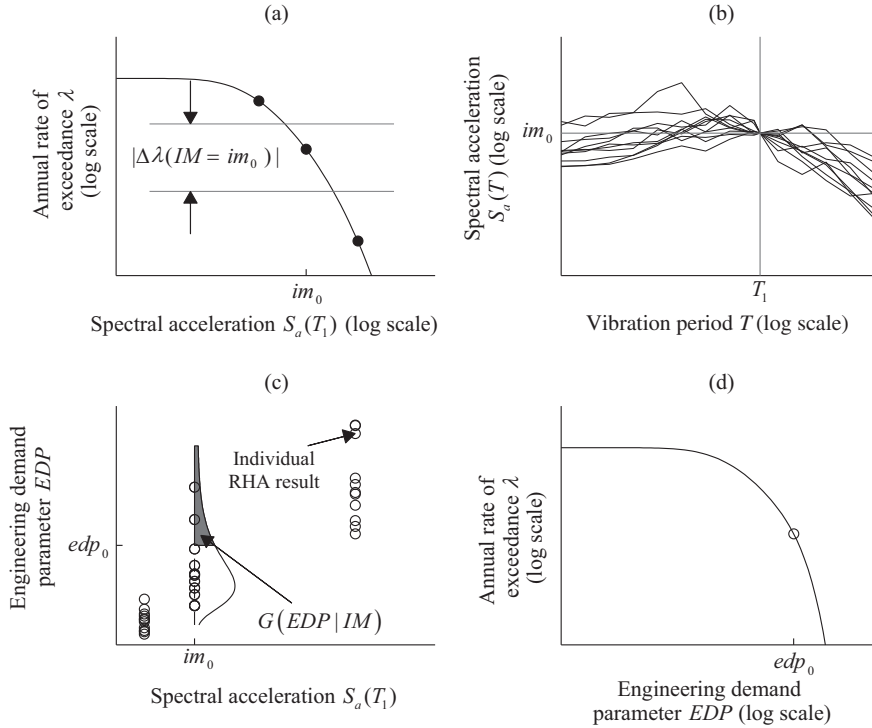 (a)
Annual rate of
exceedance λ
(log scale)
|Δλ(IM = im₀)|
im₀
Spectral acceleration Sₐ(T₁) (log scale)
(b)
Spectral acceleration
Sₐ(T) (log scale)
im₀
T₁
Vibration period T (log scale)
(c)
Engineering demand
parameter EDP
Individual
RHA result
edp₀
G(EDP | IM)
im₀
Spectral acceleration Sₐ(T₁)
(d)
Annual rate of
exceedance λ
(log scale)
edp₀
Engineering demand
parameter EDP (log scale)